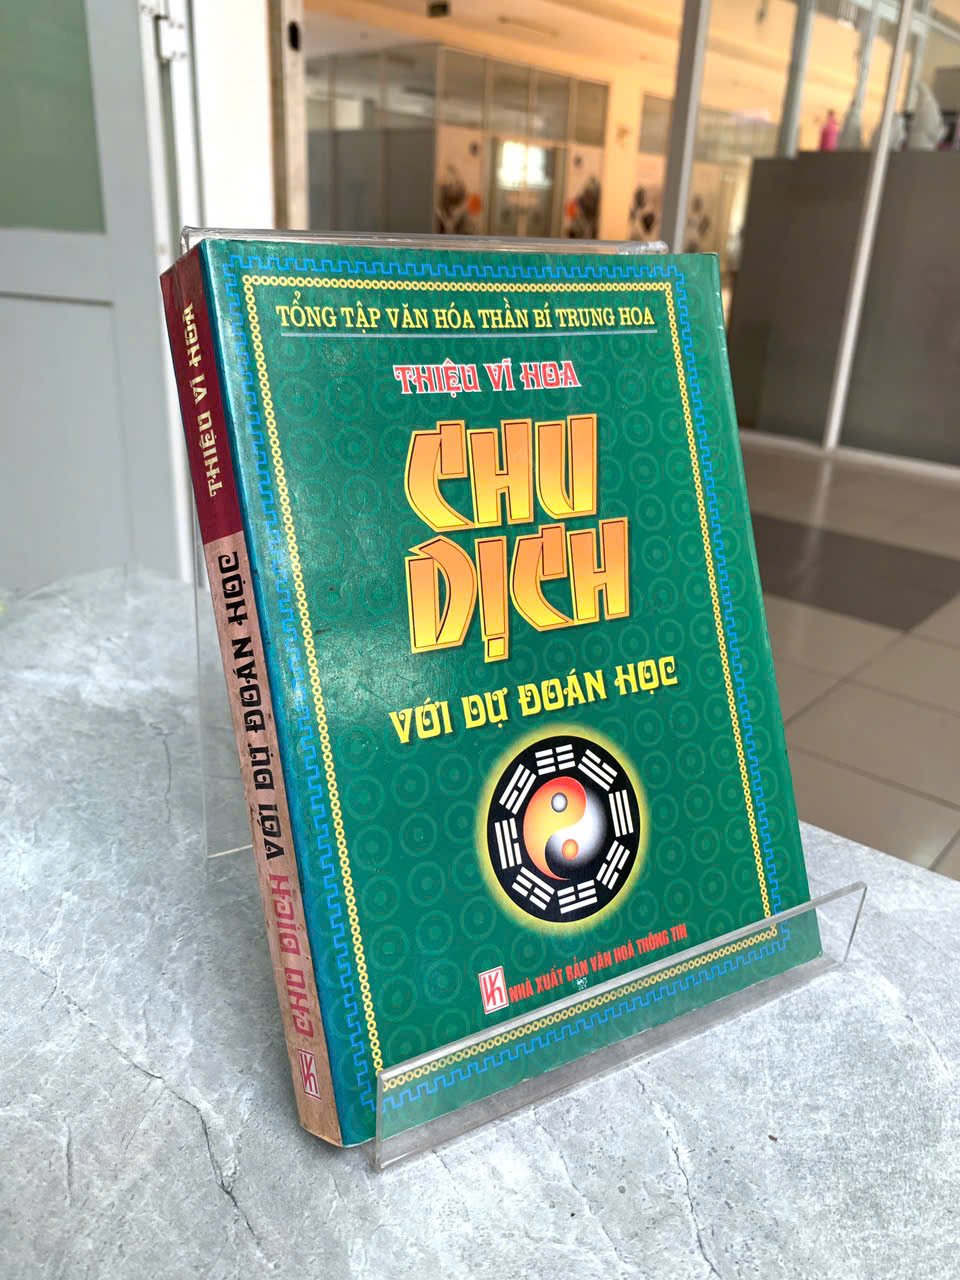 TỔNG TẬP VĂN HÓA THẦN BÍ TRUNG HOA
THIỆU VĨ HOA
CHU
DỊCH
VỚI DỰ ĐOÁN HỌC
NHÀ XUẤT BẢN VĂN HOÁ THÔNG TIN
THIỆU VĨ HOA
CHU DỊCH VỚI DỰ ĐOÁN HỌC